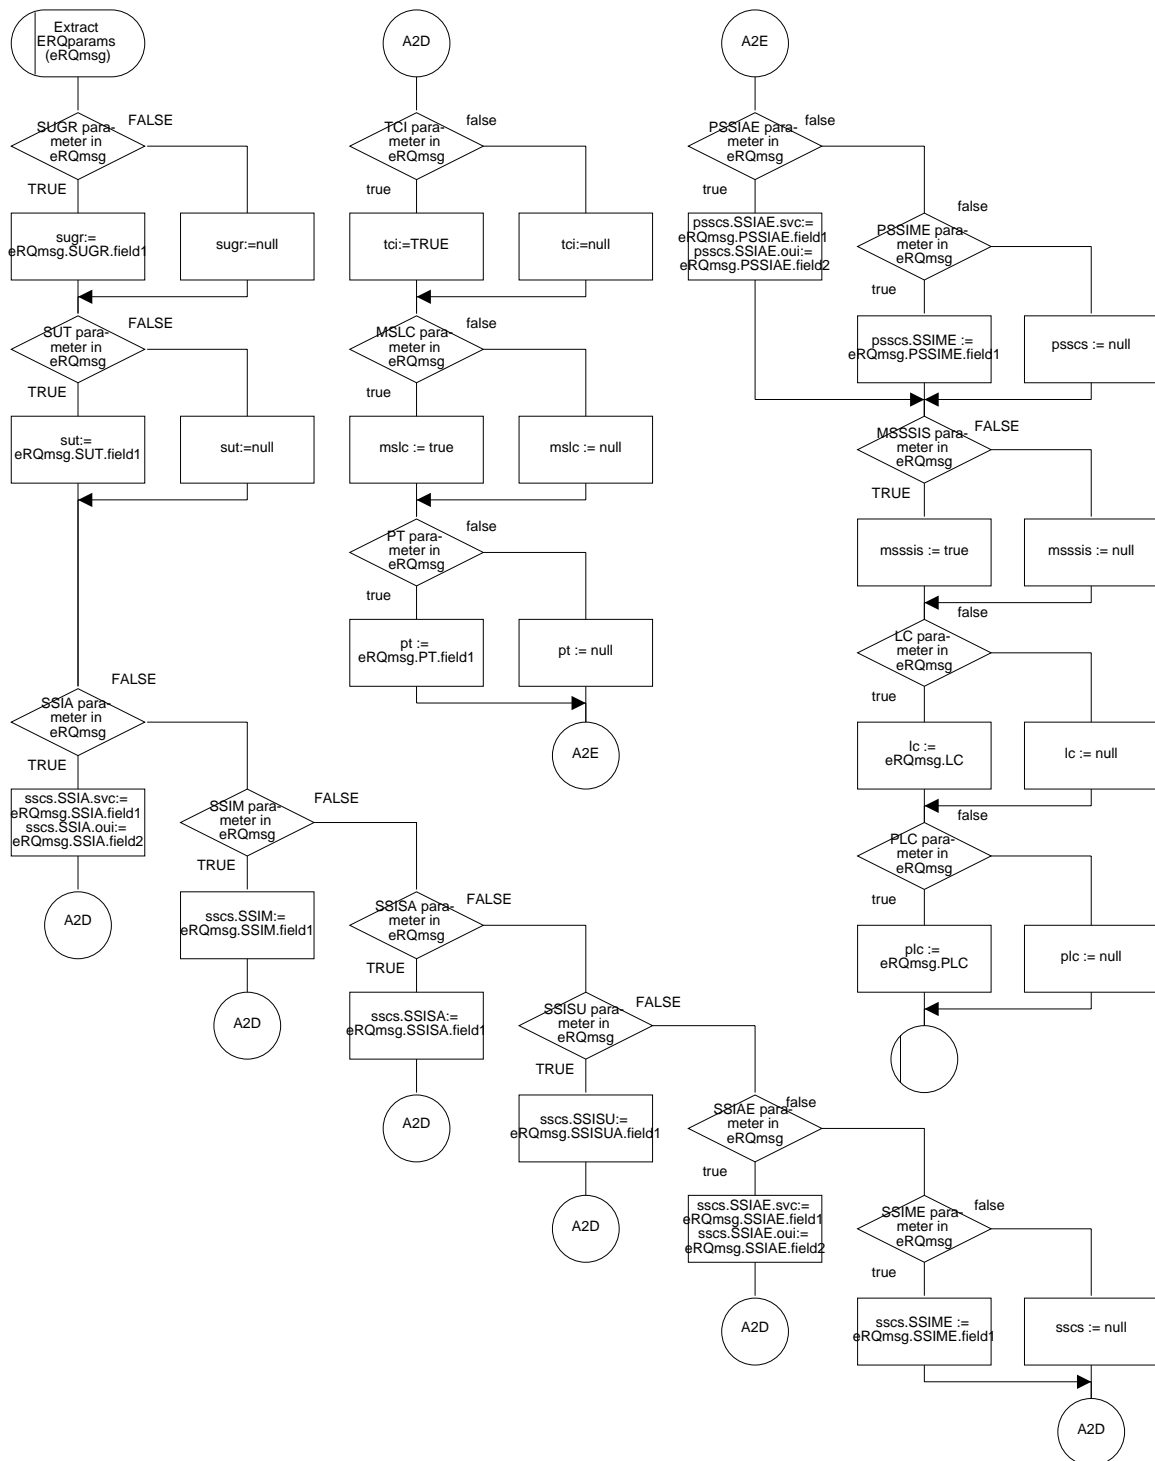 Extract
ERQparams
(eRQmsg)
SUGR para-
meter in
eRQmsg
FALSE
TRUE
sugr:=
eRQmsg.SUGR.field1
sugr:=null
SUT para-
meter in
eRQmsg
FALSE
TRUE
sut:=
eRQmsg.SUT.field1
sut:=null
SSIA para-
meter in
eRQmsg
FALSE
TRUE
sscs.SSIA.svc:=
eRQmsg.SSIA.field1
sscs.SSIA.oui:=
eRQmsg.SSIA.field2
A2D
SSIM para-
meter in
eRQmsg
FALSE
TRUE
sscs.SSIM:=
eRQmsg.SSIM.field1
A2D
SSISA para-
meter in
eRQmsg
FALSE
TRUE
sscs.SSISA:=
eRQmsg.SSISA.field1
A2D
SSISU para-
meter in
eRQmsg
FALSE
TRUE
sscs.SSISU:=
eRQmsg.SSISUA.field1
A2D
SSIAE para-
meter in
eRQmsg
false
true
sscs.SSIAE.svc:=
eRQmsg.SSIAE.field1
sscs.SSIAE.oui:=
eRQmsg.SSIAE.field2
A2D
SSIME para-
meter in
eRQmsg
false
true
sscs.SSIME :=
eRQmsg.SSIME.field1
sscs := null
A2D
A2D
TCI para-
meter in
eRQmsg
false
true
tci:=TRUE
tci:=null
MSLC para-
meter in
eRQmsg
false
true
mslc := true
mslc := null
PT para-
meter in
eRQmsg
false
true
pt :=
eRQmsg.PT.field1
pt := null
A2E
A2E
PSSIAE para-
meter in
eRQmsg
false
true
psscs.SSIAE.svc:=
eRQmsg.PSSIAE.field1
psscs.SSIAE.oui:=
eRQmsg.PSSIAE.field2
PSSIME para-
meter in
eRQmsg
false
true
psscs.SSIME :=
eRQmsg.PSSIME.field1
psscs := null
MSSSIS para-
meter in
eRQmsg
FALSE
TRUE
msssis := true
msssis := null
LC para-
meter in
eRQmsg
false
true
lc :=
eRQmsg.LC
lc := null
PLC para-
meter in
eRQmsg
false
true
plc :=
eRQmsg.PLC
plc := null